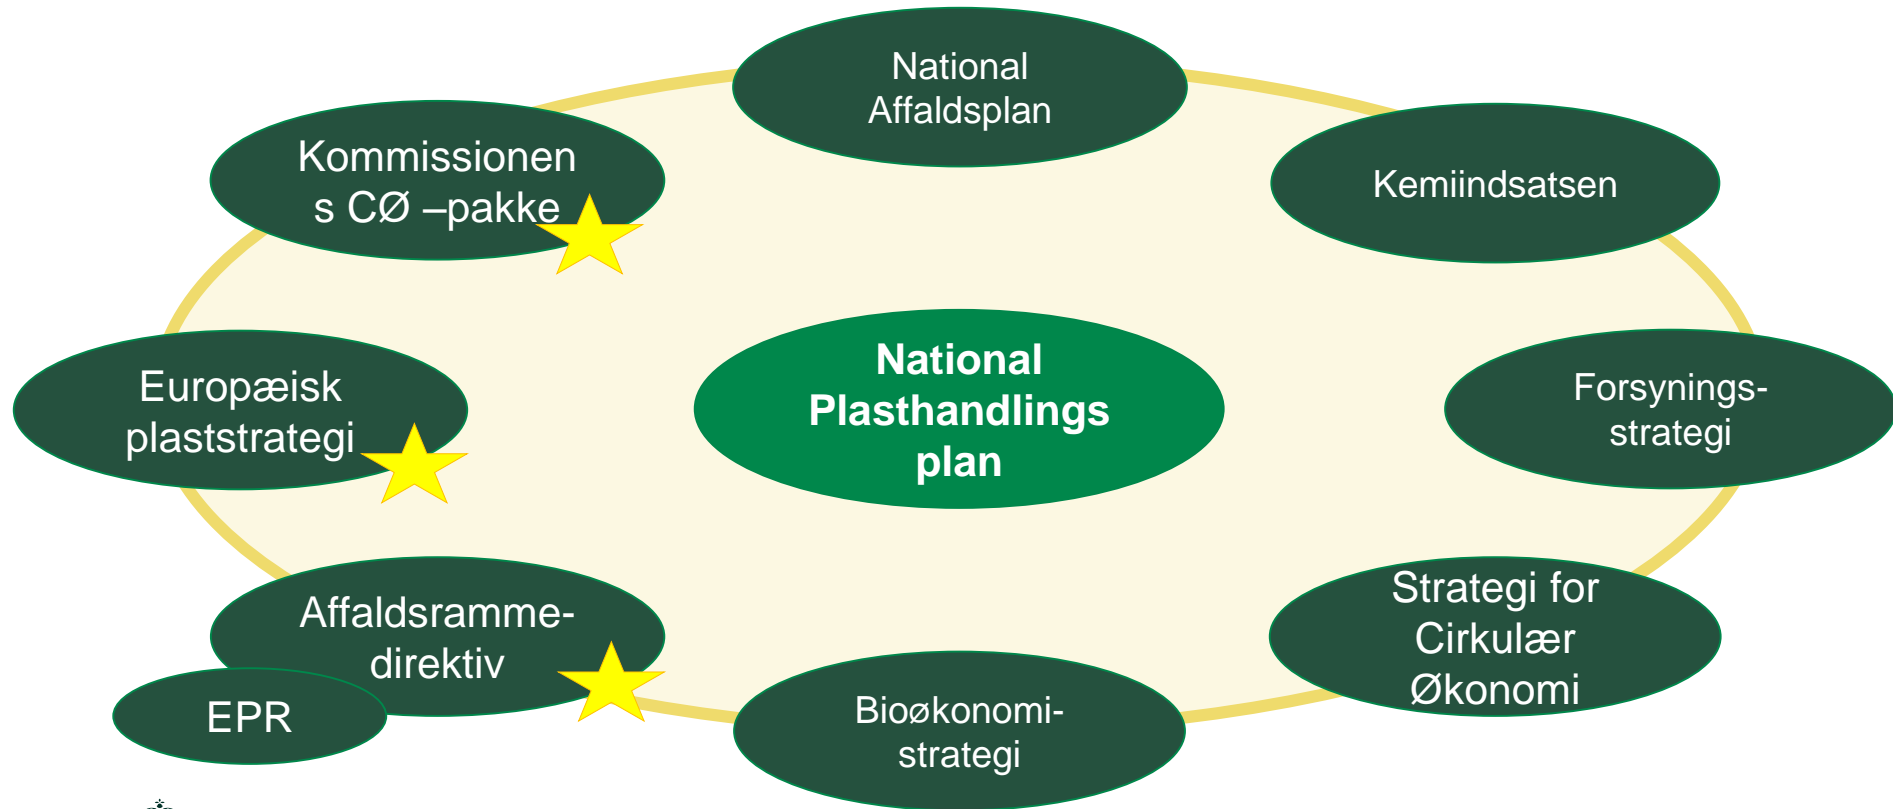 National
Affaldsplan
Kommissionen
s CØ –pakke
Kemiindsatsen
National
Plasthandlings
plan
Europæisk
plaststrategi
Forsynings-
strategi
Affaldsramme-
direktiv
EPR
Strategi for
Cirkulær
Økonomi
Bioøkonomi-
strategi